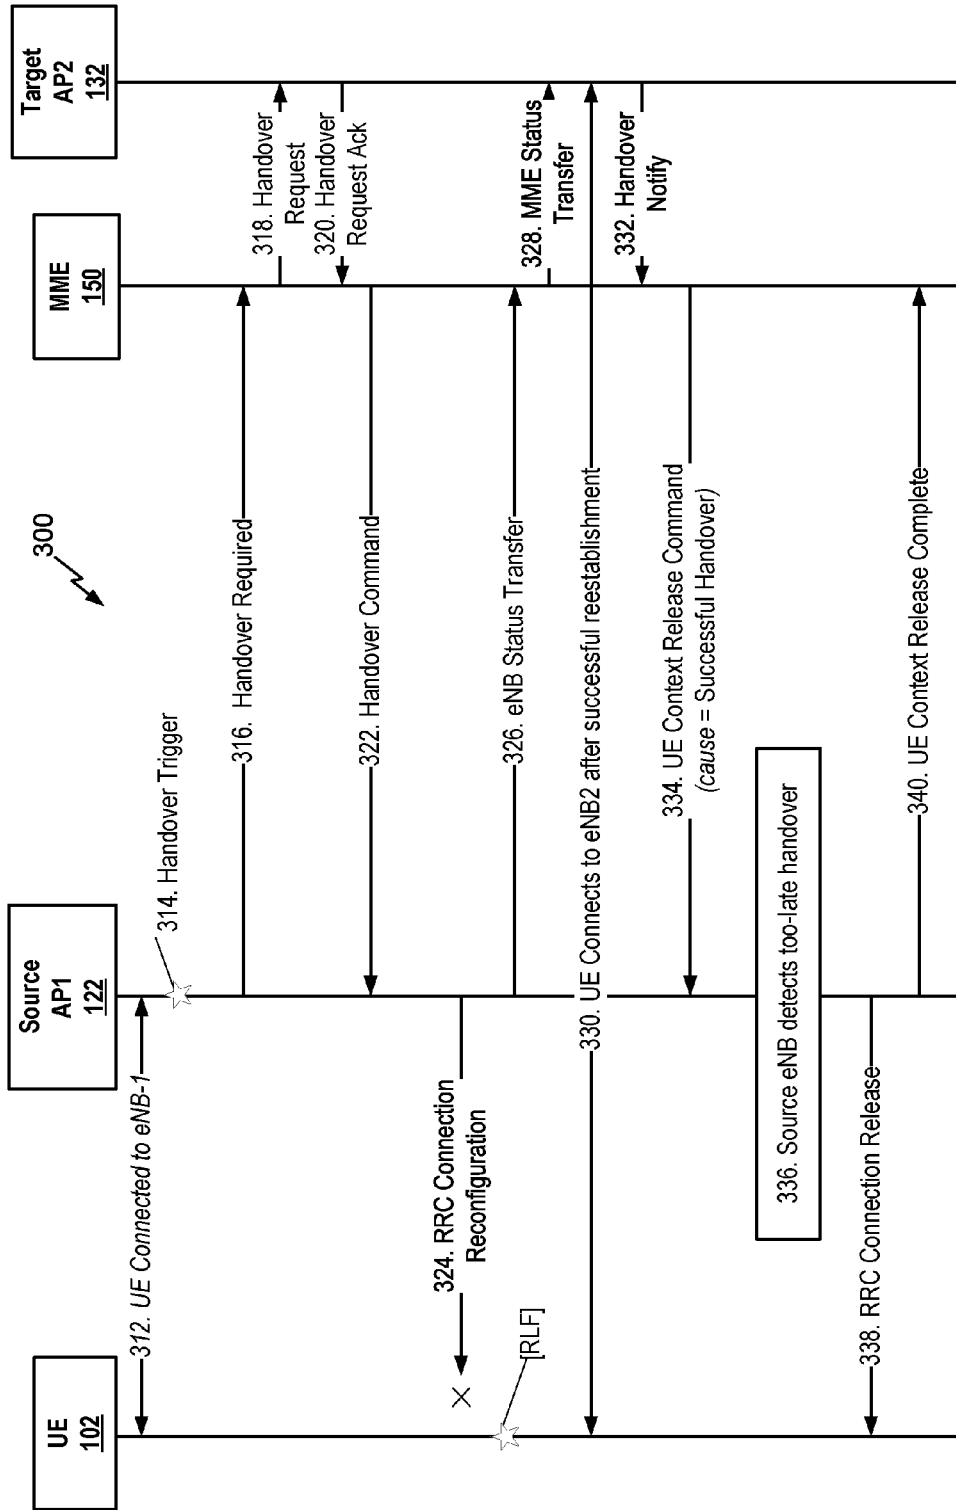 300
UE
102
Source
AP1
122
MME
150
Target
AP2
132
312. UE Connected to eNB-1
314. Handover Trigger
316. Handover Required
318. Handover
Request
320. Handover
Request Ack
322. Handover Command
324. RRC Connection
Reconfiguration
X
[RLF]
326. eNB Status Transfer
328. MME Status
Transfer
330. UE Connects to eNB2 after successful reestablishment
332. Handover
Notify
334. UE Context Release Command
(cause = Successful Handover)
336. Source eNB detects too-late handover
338. RRC Connection Release
340. UE Context Release Complete